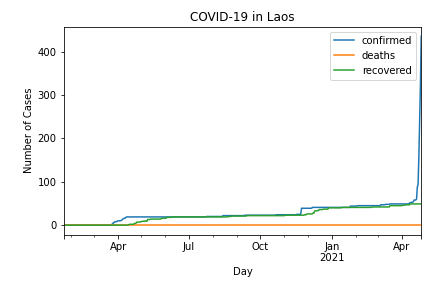 COVID-19 in Laos
confirmed
deaths
recovered
Number of Cases
400
300
200
100
0
Apr
Jul
Oct
Jan
2021
Apr
Day